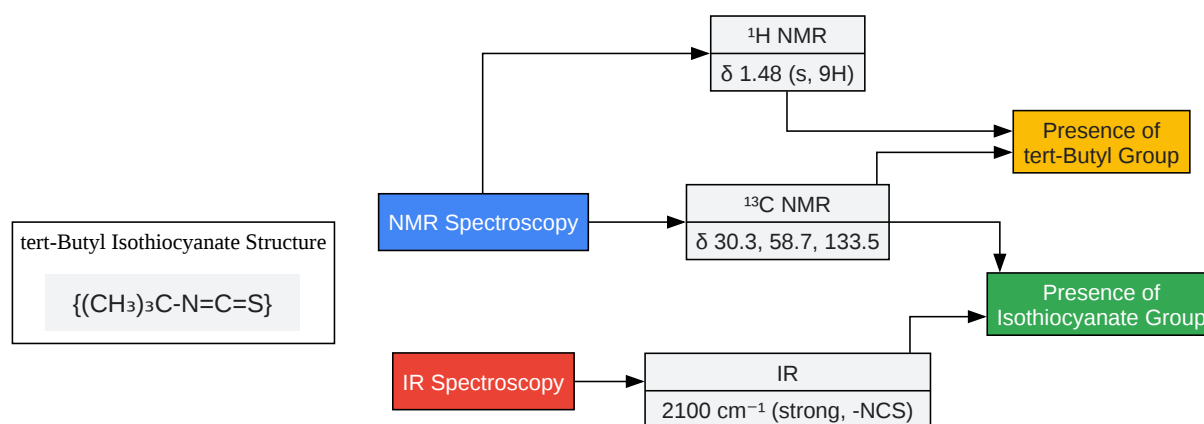 ¹H NMR
δ 1.48 (s, 9H)
Presence of
tert-Butyl Group
NMR Spectroscopy
¹³C NMR
δ 30.3, 58.7, 133.5
tert-Butyl Isothiocyanate Structure
{(CH₃)₃C-N=C=S}
Presence of
Isothiocyanate Group
IR Spectroscopy
IR
2100 cm⁻¹ (strong, -NCS)